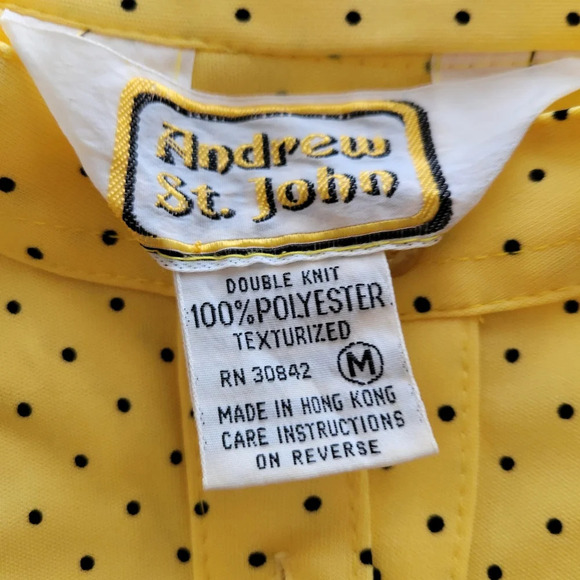 Andrew
St. John
DOUBLE KNIT
100% POLYESTER
TEXTURIZED
RN 30842 M
MADE IN HONG KONG
CARE INSTRUCTIONS
ON REVERSE